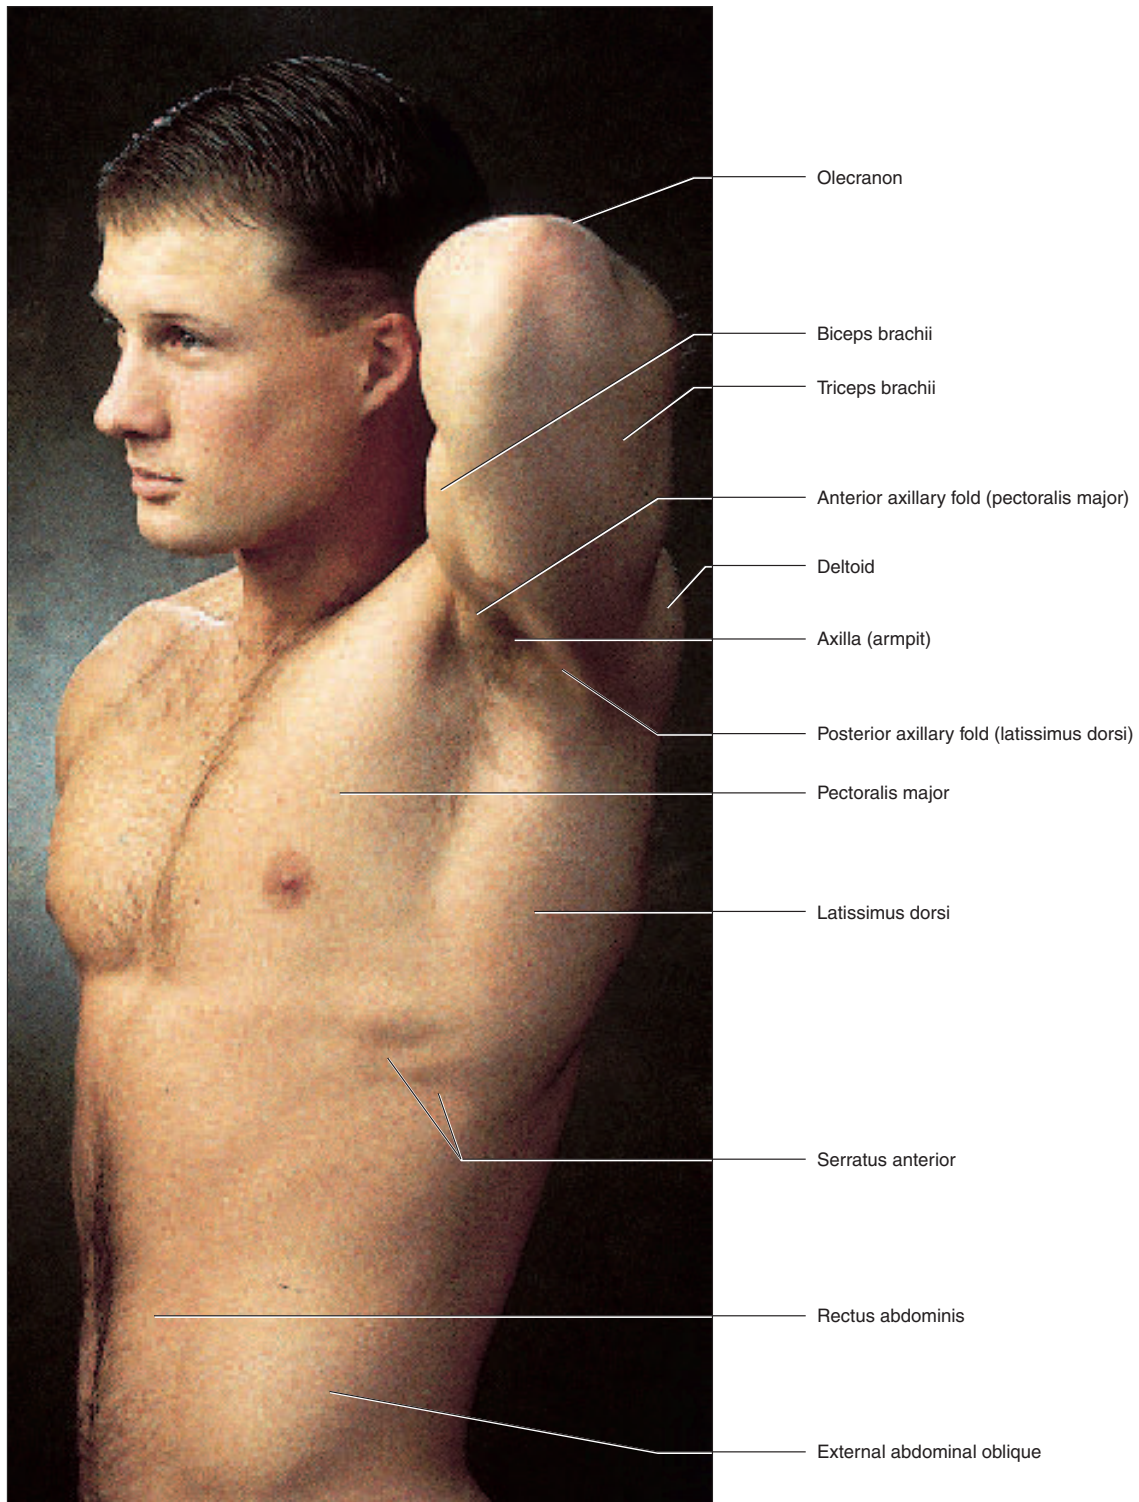 Olecranon
Biceps brachii
Triceps brachii
Anterior axillary fold (pectoralis major)
Deltoid
Axilla (armpit)
Posterior axillary fold (latissimus dorsi)
Pectoralis major
Latissimus dorsi
Serratus anterior
Rectus abdominis
External abdominal oblique